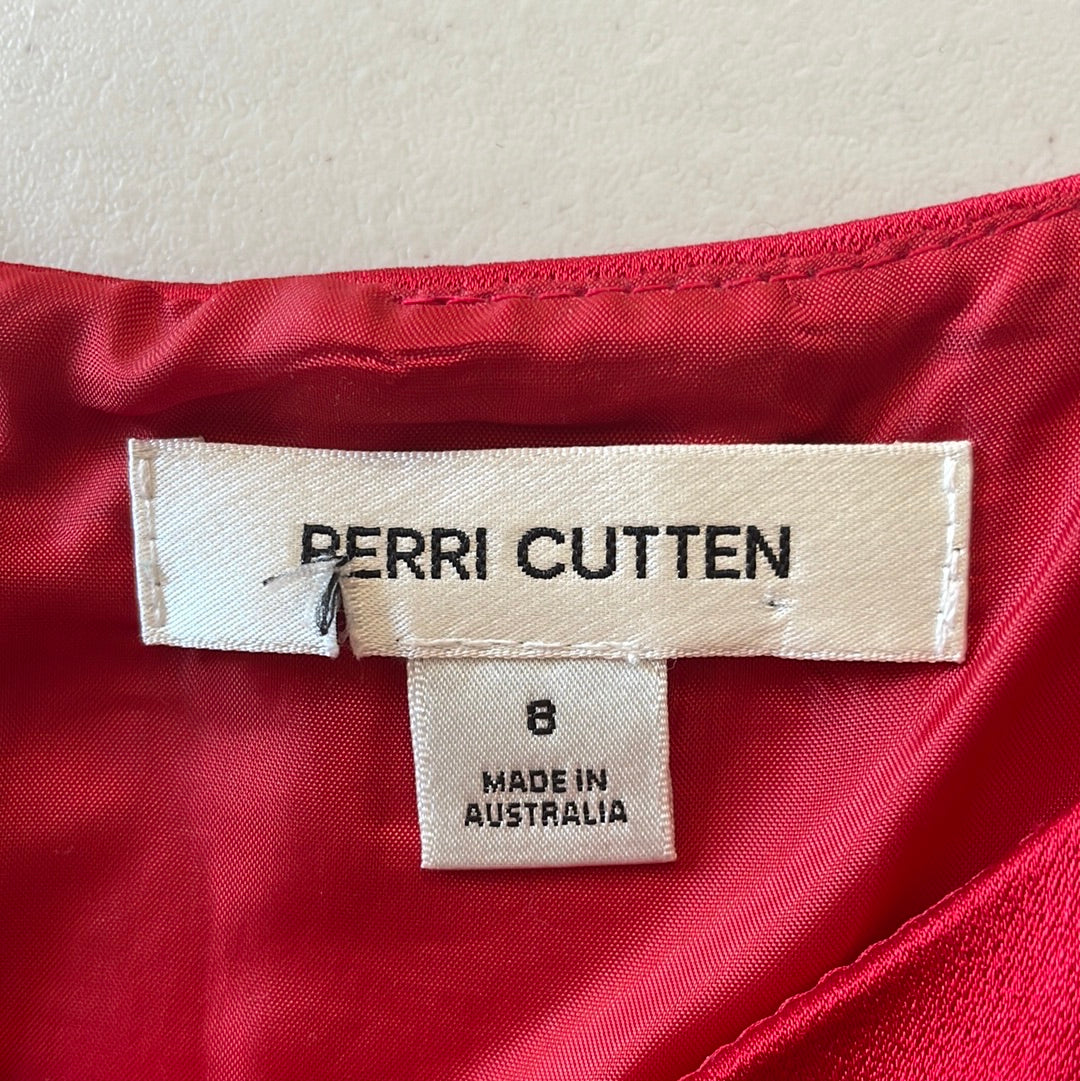 PERRI CUTTEN
8
MADE IN
AUSTRALIA